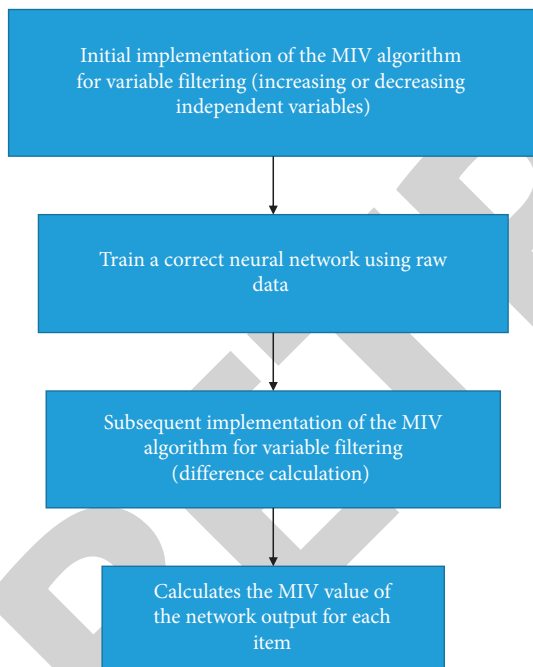 Initial implementation of the MIV algorithm
for variable filtering (increasing or decreasing
independent variables)
Train a correct neural network using raw
data
Subsequent implementation of the MIV
algorithm for variable filtering
(difference calculation)
Calculates the MIV value of
the network output for each
item